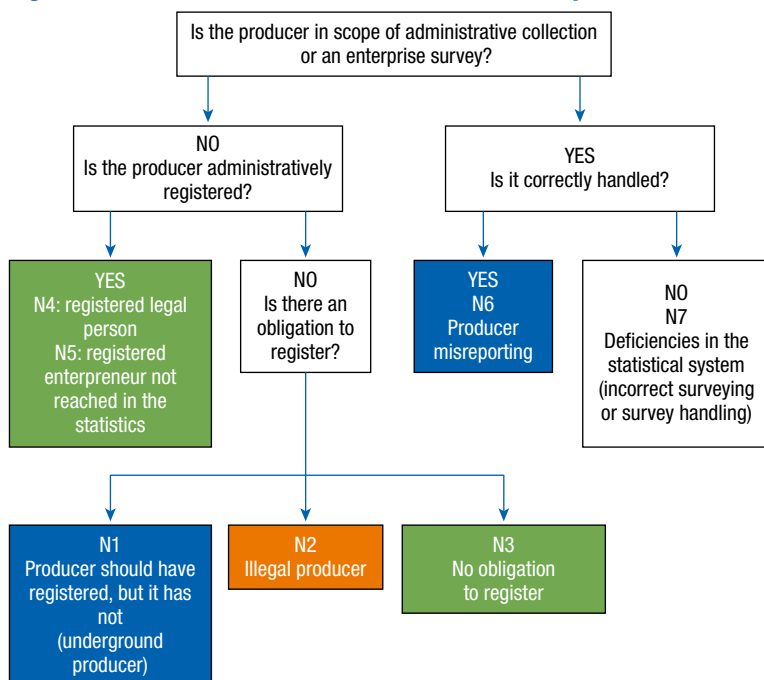 Is the producer in scope of administrative collection
or an enterprise survey?
NO
Is the producer administratively
registered?
YES
Is it correctly handled?
YES
N4: registered legal
person
N5: registered
enterpreneur not
reached in the
statistics
NO
Is there an
obligation to
register?
YES
N6
Producer
misreporting
NO
N7
Deficiencies in the
statistical system
(incorrect surveying
or survey handling)
N1
Producer should have
registered, but it has
not
(underground
producer)
N2
Illegal producer
N3
No obligation
to register